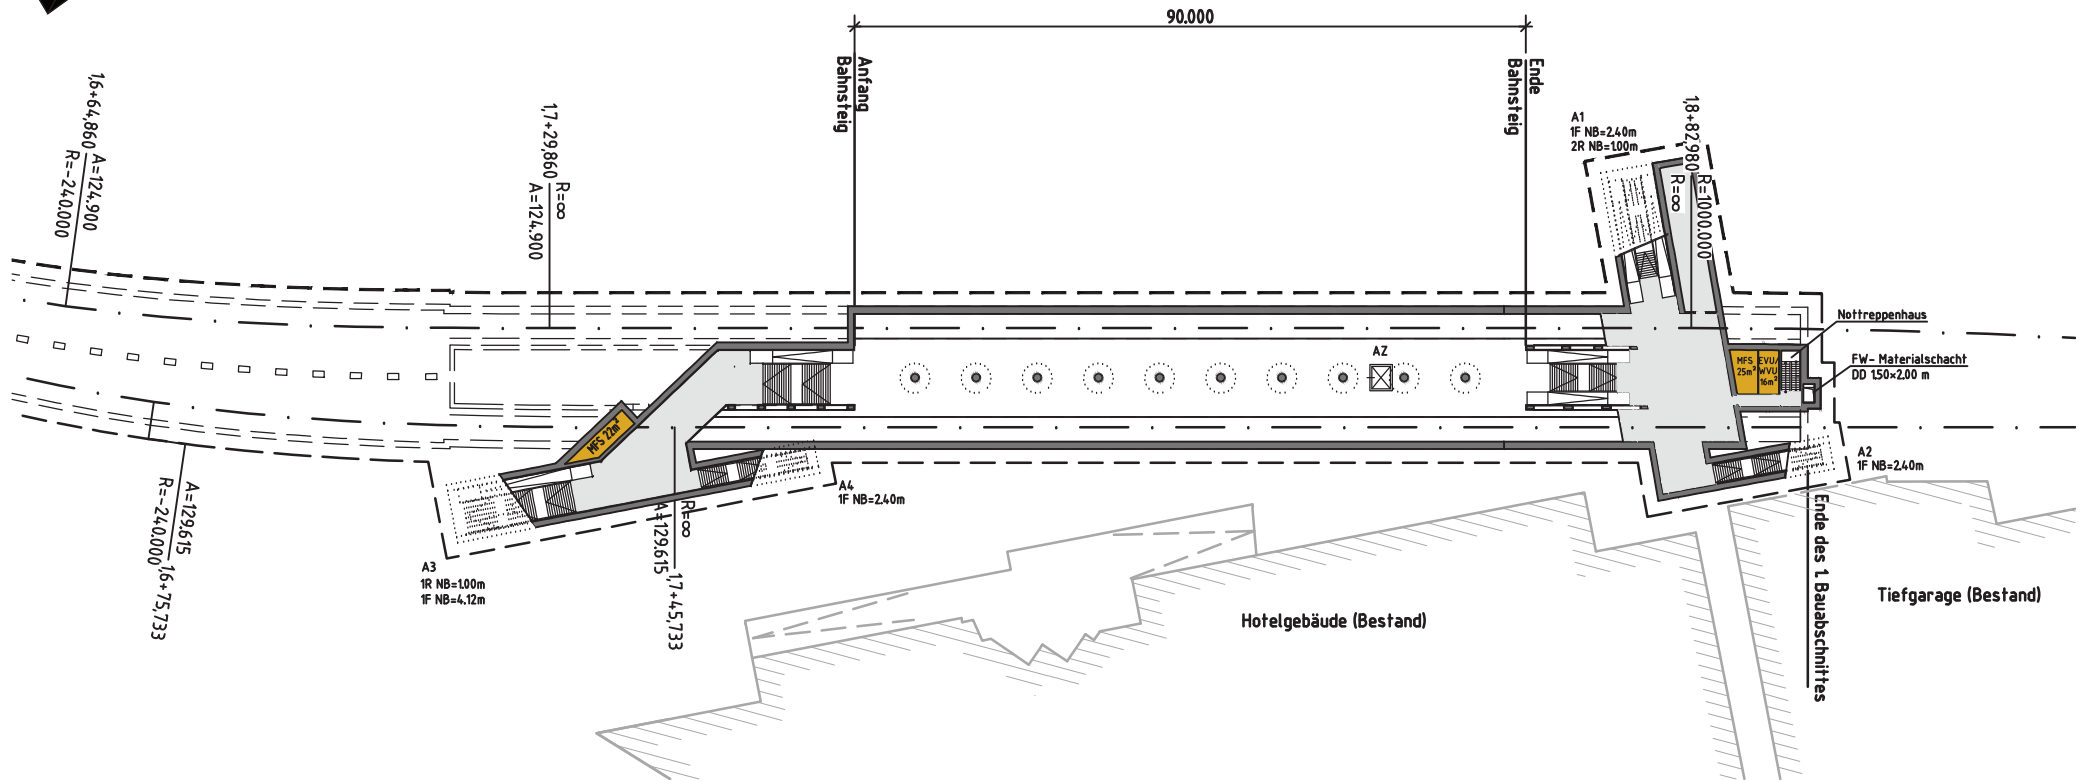 90.000
Anfang
Bahnsteig
Ende
Bahnsteig
1,6+64,860
A=124.900
R=-240.000
1,7+29,860
R=∞
A=124.900
A1
1F NB=2.40m
2R NB=1.00m
1,8+82,980
R=1000.000
R=∞
Nottreppenhaus
FW- Materialschacht
DD 1.50×2.00 m
AZ
MFS
25m²
EVU/
WVU
16m²
MFS 22m²
A2
1F NB=2.40m
A4
1F NB=2.40m
A3
1R NB=1.00m
1F NB=4.12m
A=129.615
R=-240.000
1,6+75,733
R=∞
A=129.615
1,7+45,733
Ende des 1. Bauabschnittes
Hotelgebäude (Bestand)
Tiefgarage (Bestand)